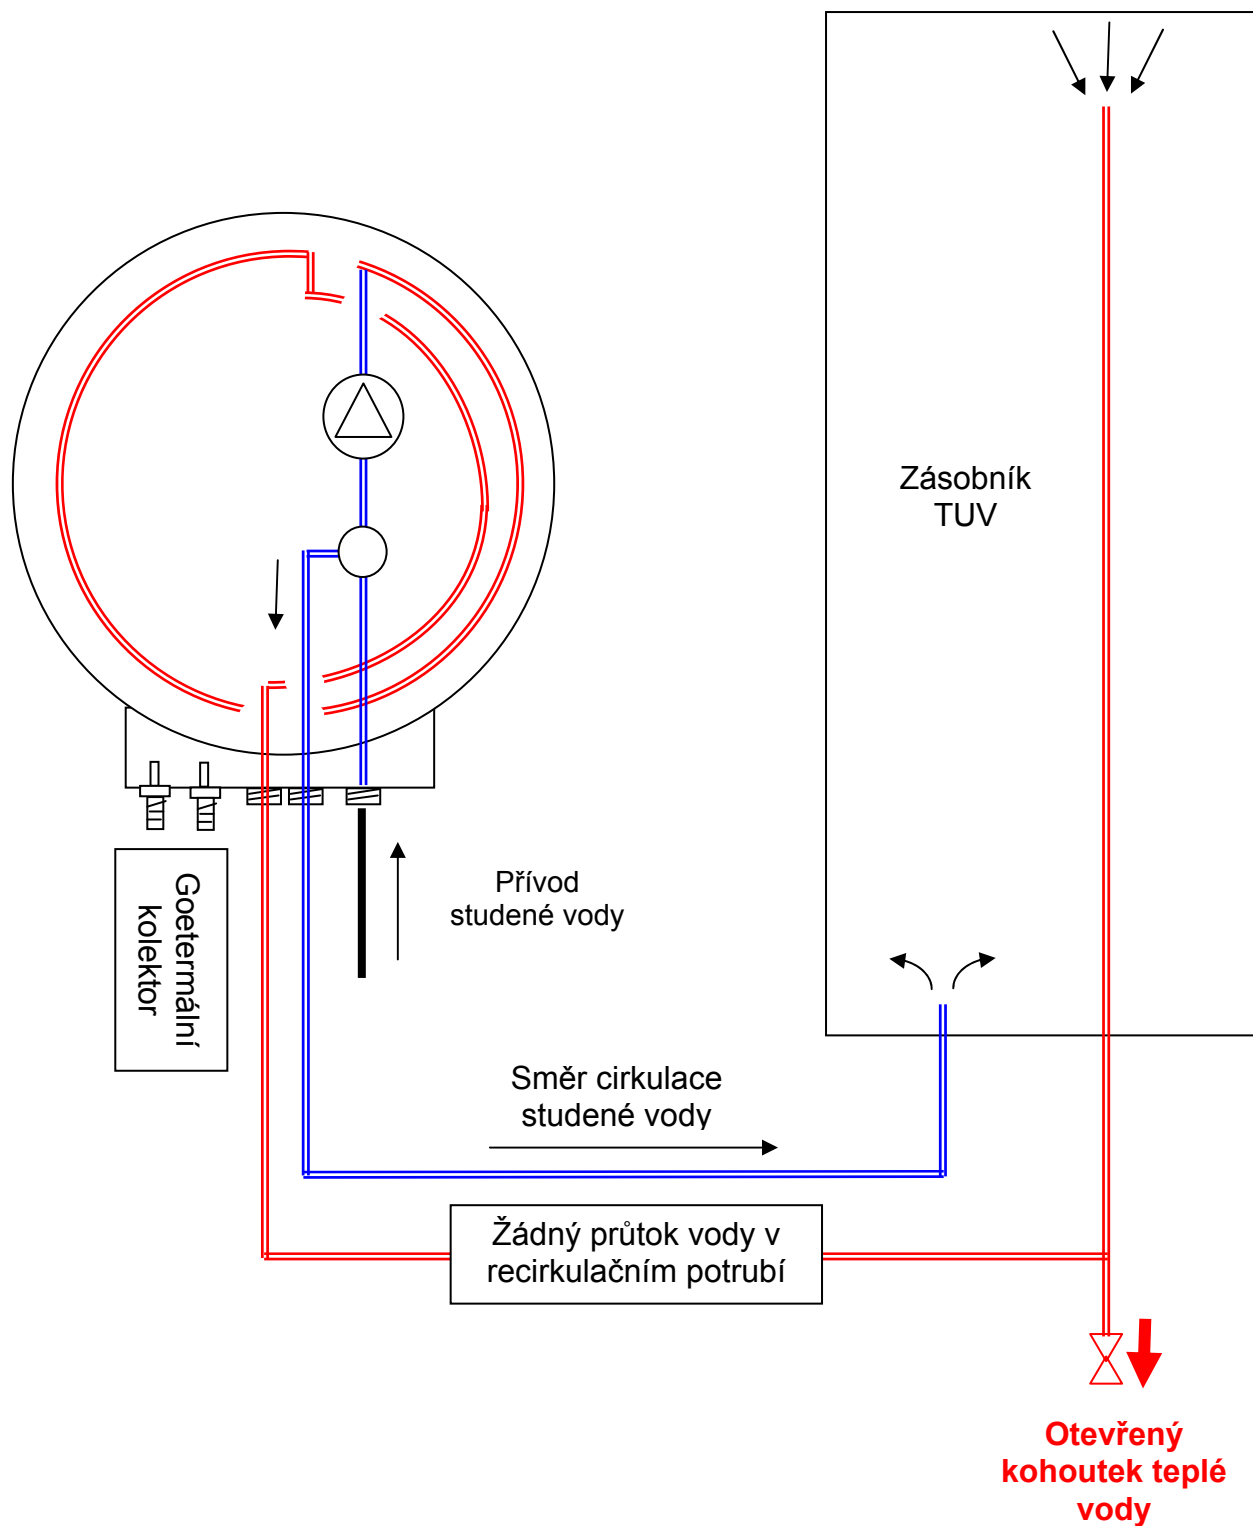 Zásobník
TUV
Přívod
studené vody
Goetermální
kolektor
Směr cirkulace
studené vody
Žádný průtok vody v
recirkulačním potrubí
Otevřený
kohoutek teplé
vody